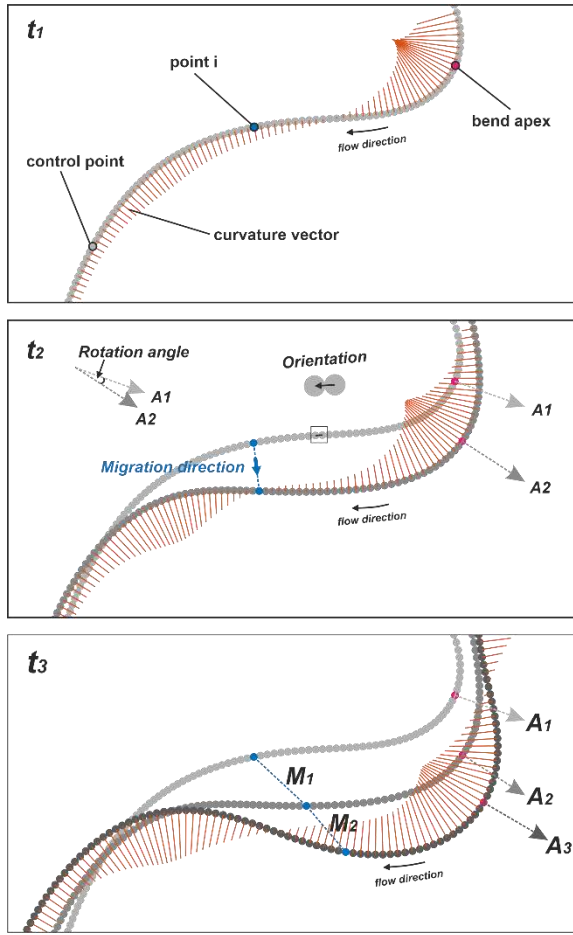 t1
point i
bend apex
flow direction
control point
curvature vector
t2
Rotation angle
A1
A2
Orientation
A1
Migration direction
A2
flow direction
t3
A1
M1
A2
M2
A3
flow direction